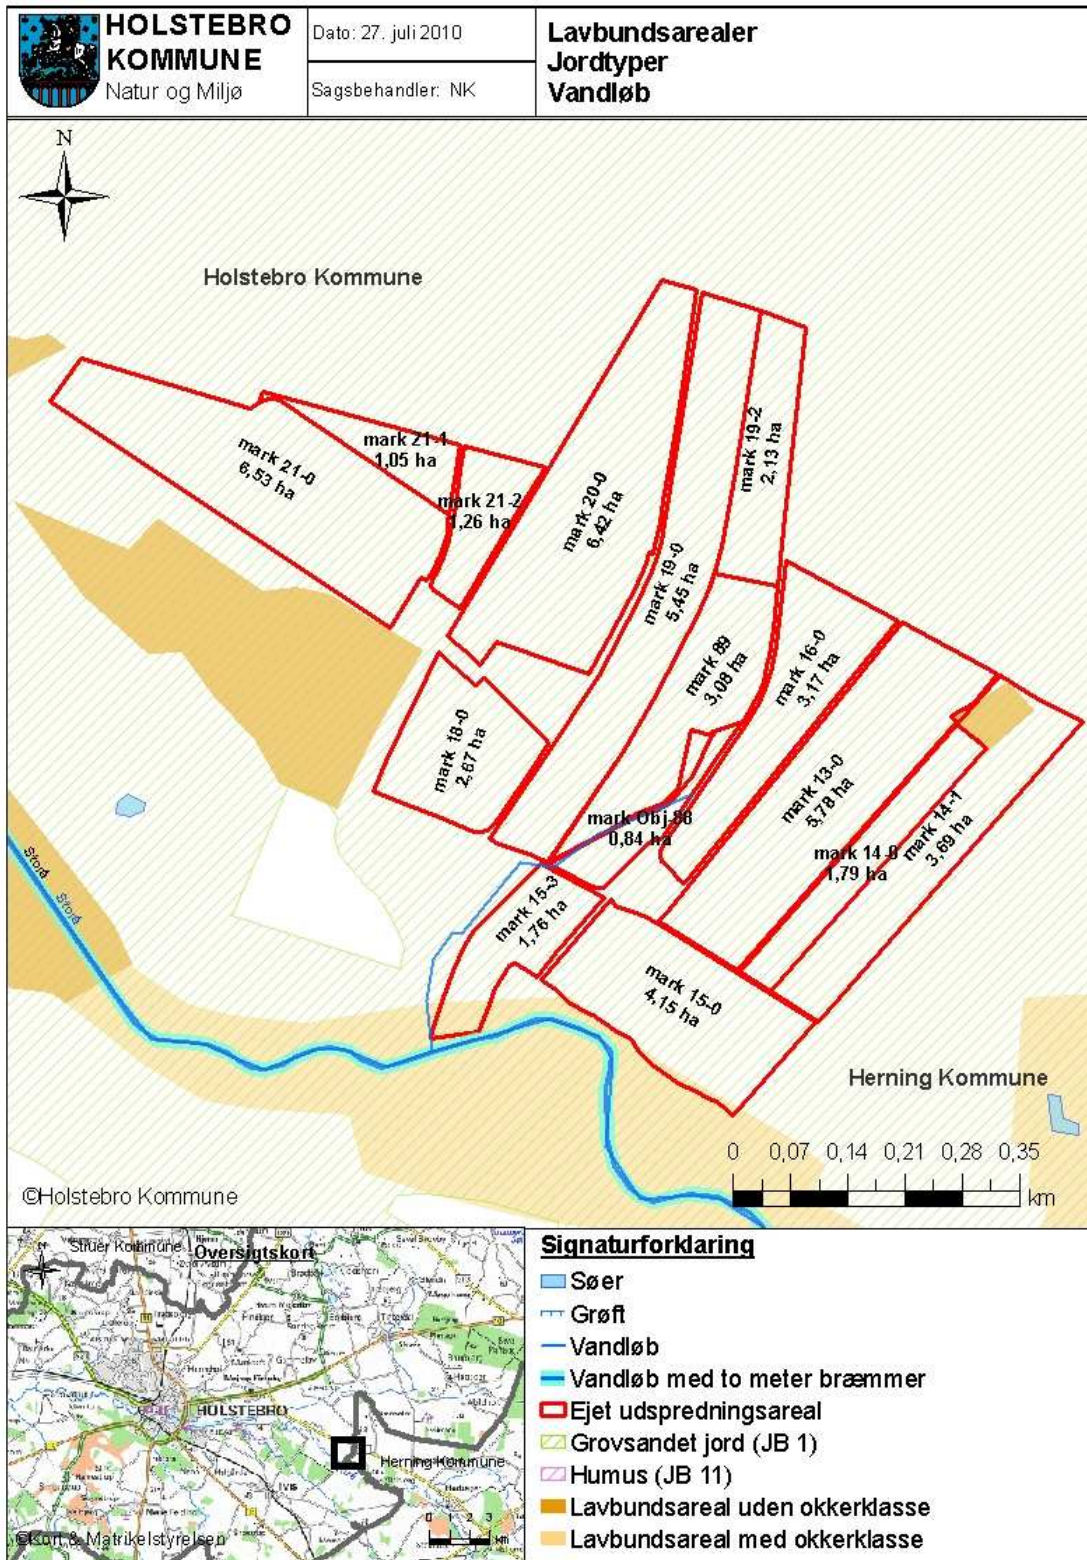 HOLSTEBRO
KOMMUNE
Natur og Miljø
Dato: 27. juli 2010
Sagsbehandler: NK
Lavbundsarealer
Jordtyper
Vandløb
N
Holstebro Kommune
mark 21-0
6,53 ha
mark 21-1
1,05 ha
mark 21-2
1,26 ha
mark 20-0
6,42 ha
mark 19-0
5,45 ha
mark 19-2
2,13 ha
mark 89
3,08 ha
mark 16-0
3,17 ha
mark 18-0
2,67 ha
mark 13-0
5,78 ha
mark Obj-88
0,84 ha
mark 14-0
1,79 ha
mark 14-1
3,69 ha
mark 15-3
1,76 ha
mark 15-0
4,15 ha
Storå
Storå
Herning Kommune
0 0,07 0,14 0,21 0,28 0,35
km
©Holstebro Kommune
Oversigtskort
Struer Kommune
HOLSTEBRO
Herning Kommune
0 1 2 3
km
©Kort & Matrikelstyrelsen
Signaturforklaring
Søer
Grøft
Vandløb
Vandløb med to meter bræmmer
Ejet udspredningsareal
Grovsandet jord (JB 1)
Humus (JB 11)
Lavbundsareal uden okkerklasse
Lavbundsareal med okkerklasse